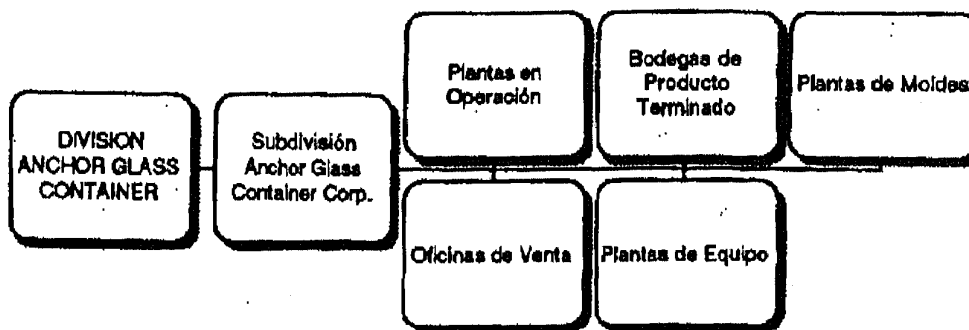 DIVISION
ANCHOR GLASS
CONTAINER
Subdivisión
Anchor Glass
Container Corp.
Plantas en
Operación
Bodegas de
Producto
Terminado
Plantas de Moldes
Oficinas de Venta
Plantas de Equipo